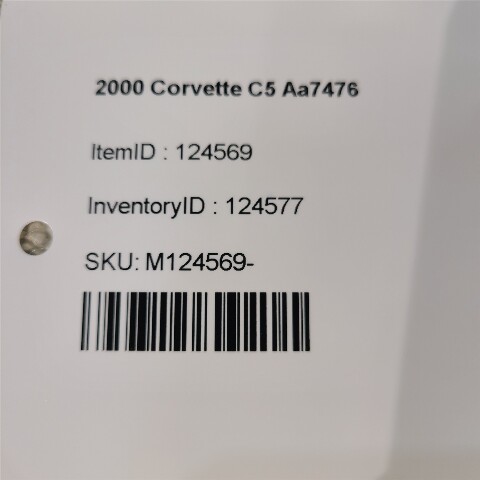 2000 Corvette C5 Aa7476
ItemID : 124569
InventoryID : 124577
SKU: M124569-